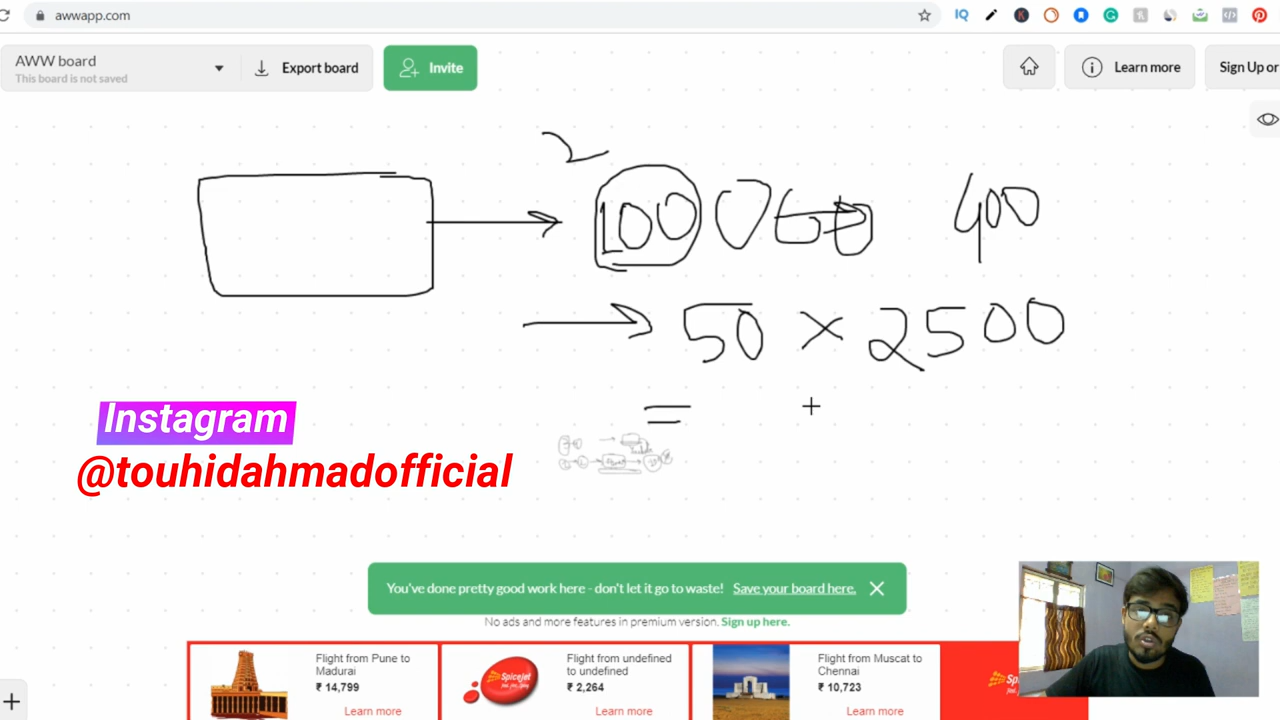 awwapp.com
IQ
AWW board
This board is not saved
Export board
Invite
Learn more
Sign Up or
2
100
400
50 × 2500
=
Instagram
@touhidahmadofficial
You've done pretty good work here - don't let it go to waste! Save your board here.
No ads and more features in premium version. Sign up here.
Flight from Pune to
Madurai
₹ 14,799
Learn more
SpiceJet
Flight from undefined
to undefined
₹ 2,264
Learn more
Flight from Muscat to
Chennai
₹ 10,723
Learn more